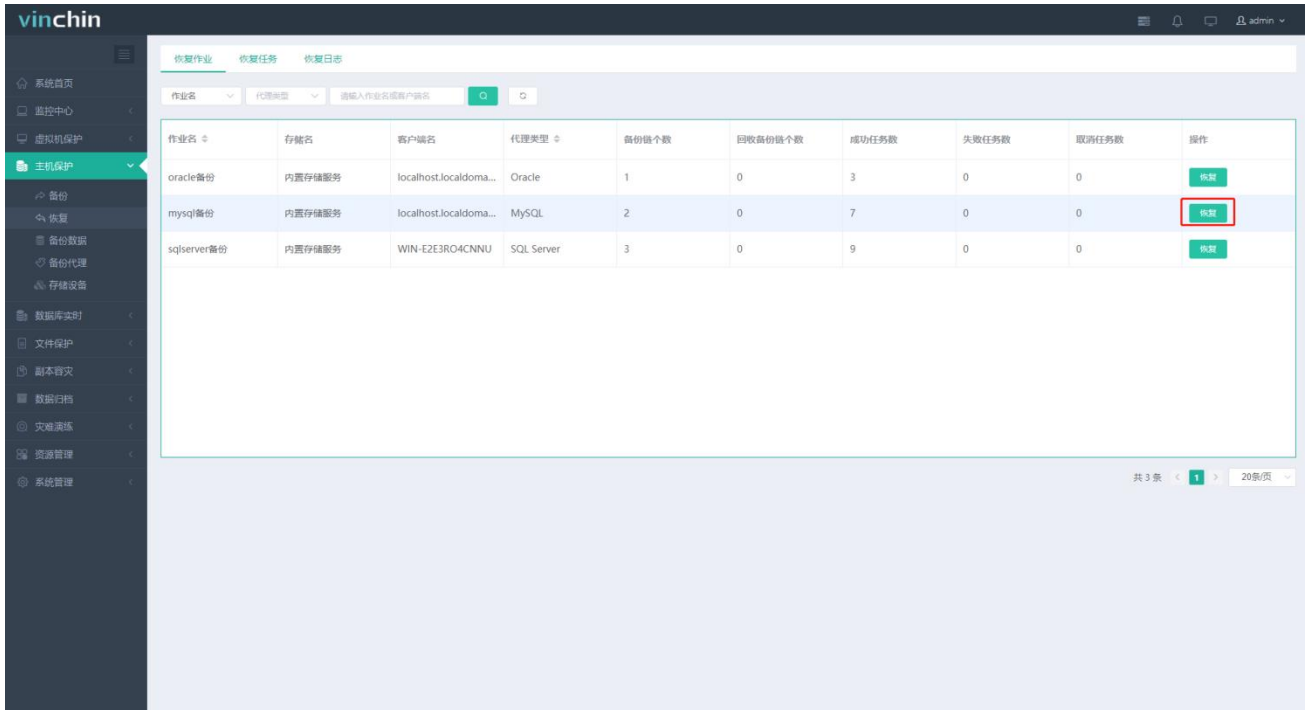 vinchin
admin
系统首页
监控中心
虚拟机保护
主机保护
备份
恢复
备份数据
备份代理
存储设备
数据库实时
文件保护
副本容灾
数据归档
灾难演练
资源管理
系统管理
恢复作业 恢复任务 恢复日志
作业名 代理类型 请输入作业名或客户端名
作业名 存储名 客户端名 代理类型 备份链个数 回收备份链个数 成功任务数 失败任务数 取消任务数 操作
oracle备份 内置存储服务 localhost.localdoma... Oracle 1 0 3 0 0 恢复
mysql备份 内置存储服务 localhost.localdoma... MySQL 2 0 7 0 0 恢复
sqlserver备份 内置存储服务 WIN-E2E3RO4CNNU SQL Server 3 0 9 0 0 恢复
共 3 条 < 1 > 20条/页